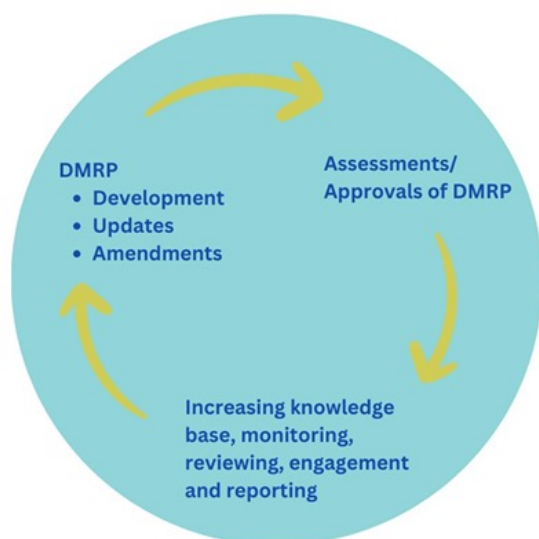 DMRP
• Development
• Updates
• Amendments
Assessments/
Approvals of DMRP
Increasing knowledge
base, monitoring,
reviewing, engagement
and reporting